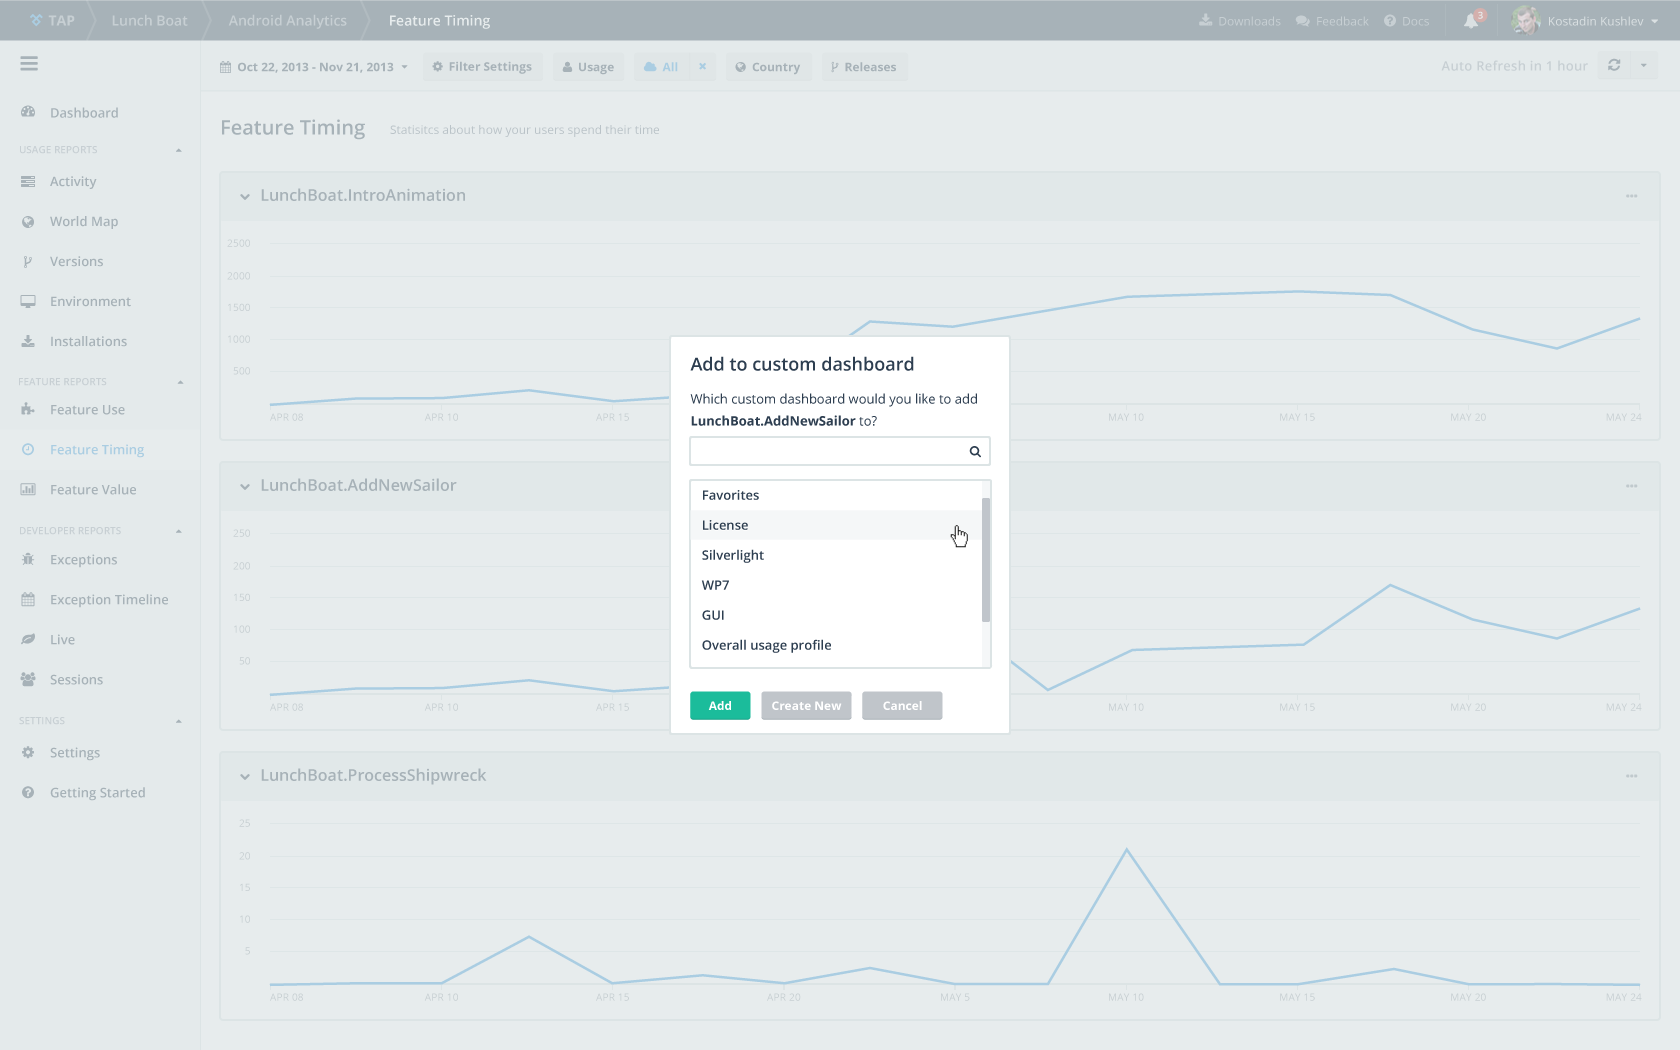 TAP
Lunch Boat
Android Analytics
Feature Timing
Downloads
Feedback
Docs
3
Kostadin Kushlev
Oct 22, 2013 - Nov 21, 2013
Filter Settings
Usage
All
×
Country
Releases
Auto Refresh in 1 hour
Dashboard
USAGE REPORTS
Activity
World Map
Versions
Environment
Installations
FEATURE REPORTS
Feature Use
Feature Timing
Feature Value
DEVELOPER REPORTS
Exceptions
Exception Timeline
Live
Sessions
SETTINGS
Settings
Getting Started
Feature Timing
Statisitcs about how your users spend their time
LunchBoat.IntroAnimation
2500
2000
1500
1000
500
APR 08
APR 10
APR 15
MAY 10
MAY 15
MAY 20
MAY 24
LunchBoat.AddNewSailor
250
200
150
100
50
APR 08
APR 10
APR 15
MAY 10
MAY 15
MAY 20
MAY 24
LunchBoat.ProcessShipwreck
25
20
15
10
5
APR 08
APR 10
APR 15
APR 20
MAY 5
MAY 10
MAY 15
MAY 20
MAY 24
Add to custom dashboard
Which custom dashboard would you like to add
LunchBoat.AddNewSailor to?
Favorites
License
Silverlight
WP7
GUI
Overall usage profile
Add
Create New
Cancel